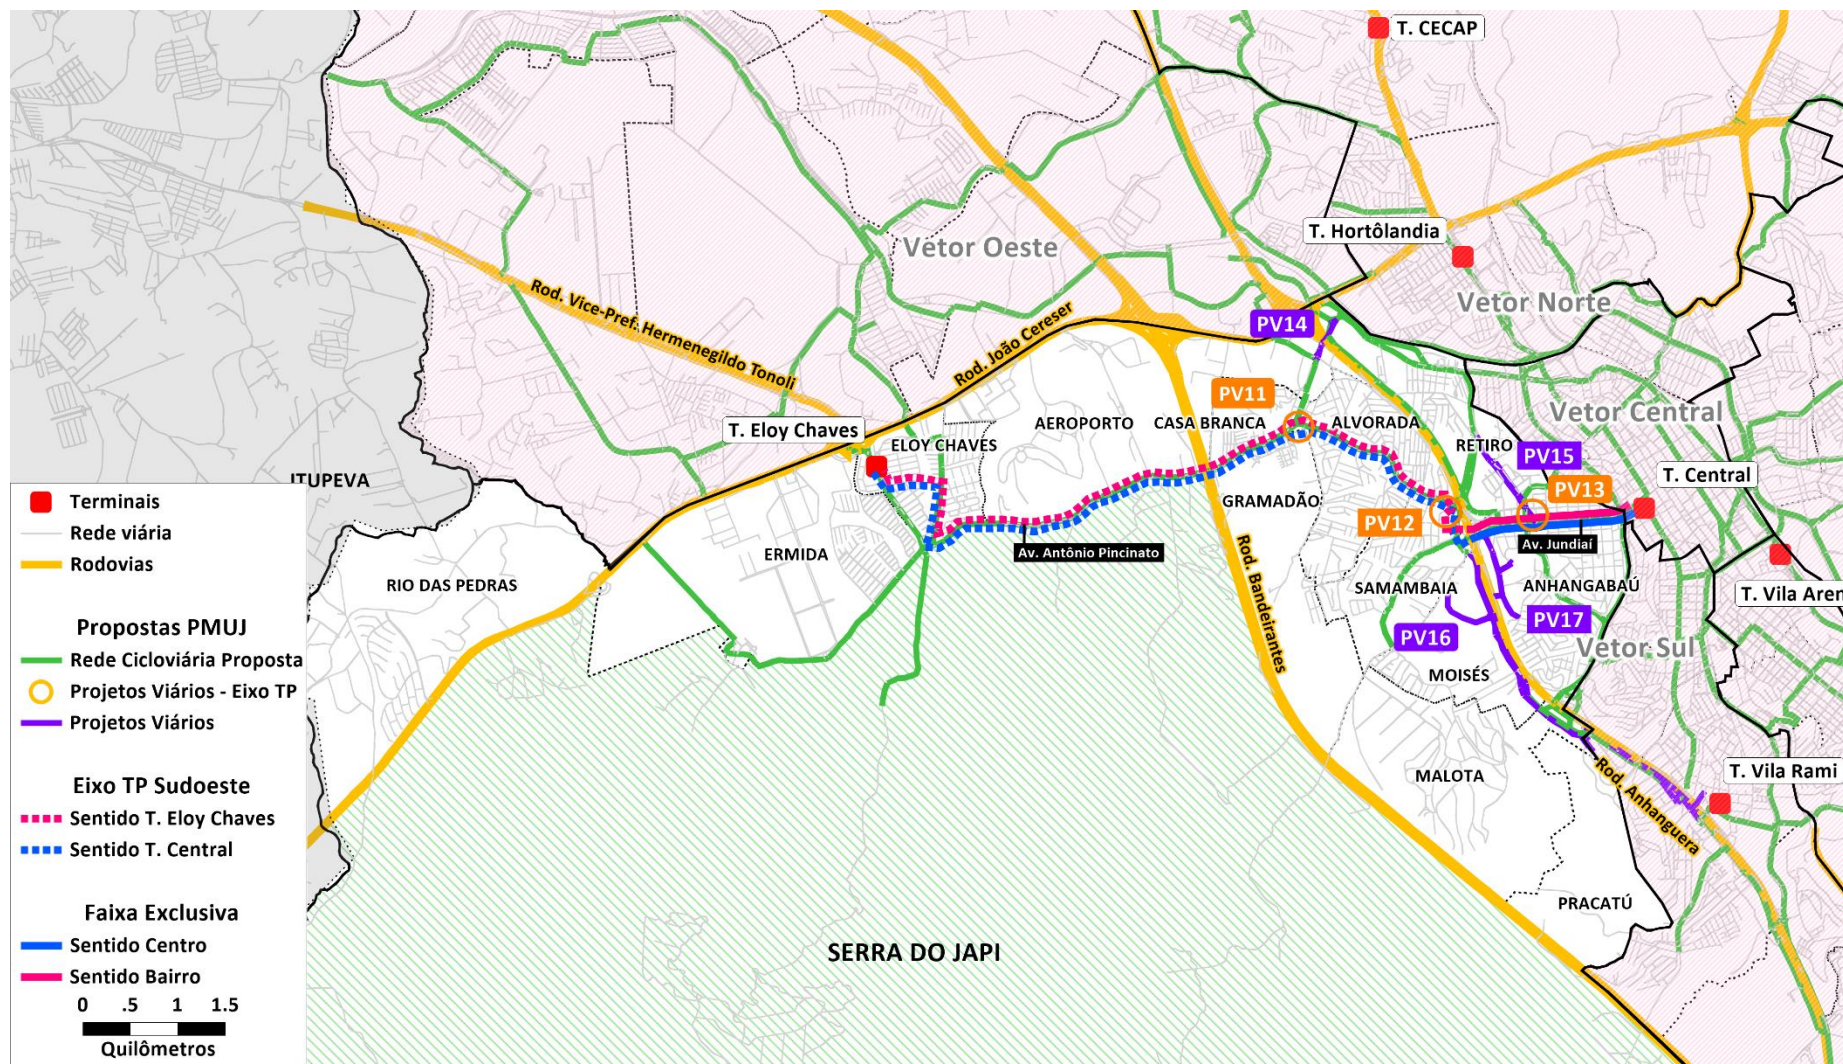 T. CECAP
T. Hortôlandia
Vetor Oeste
Vetor Norte
Rod. Vice-Pref. Hermenegildo Tonoli
Rod. João Cereser
PV14
PV11
AEROPORTO
CASA BRANCA
ALVORADA
Vetor Central
T. Eloy Chaves
ELOY CHAVES
RETIRO
PV15
T. Central
ITUPEVA
PV13
GRAMADÃO
PV12
Av. Jundiaí
Av. Antônio Pincinato
ERMIDA
RIO DAS PEDRAS
Rod. Bandeirantes
SAMAMBAIA
ANHANGABAÚ
T. Vila Aren
PV16
PV17
Vetor Sul
MOISÉS
MALOTA
T. Vila Rami
Rod. Anhanguera
PRACATÚ
SERRA DO JAPI
Terminais
Rede viária
Rodovias
Propostas PMUJ
Rede Cicloviária Proposta
Projetos Viários - Eixo TP
Projetos Viários
Eixo TP Sudoeste
Sentido T. Eloy Chaves
Sentido T. Central
Faixa Exclusiva
Sentido Centro
Sentido Bairro
0 .5 1 1.5
Quilômetros